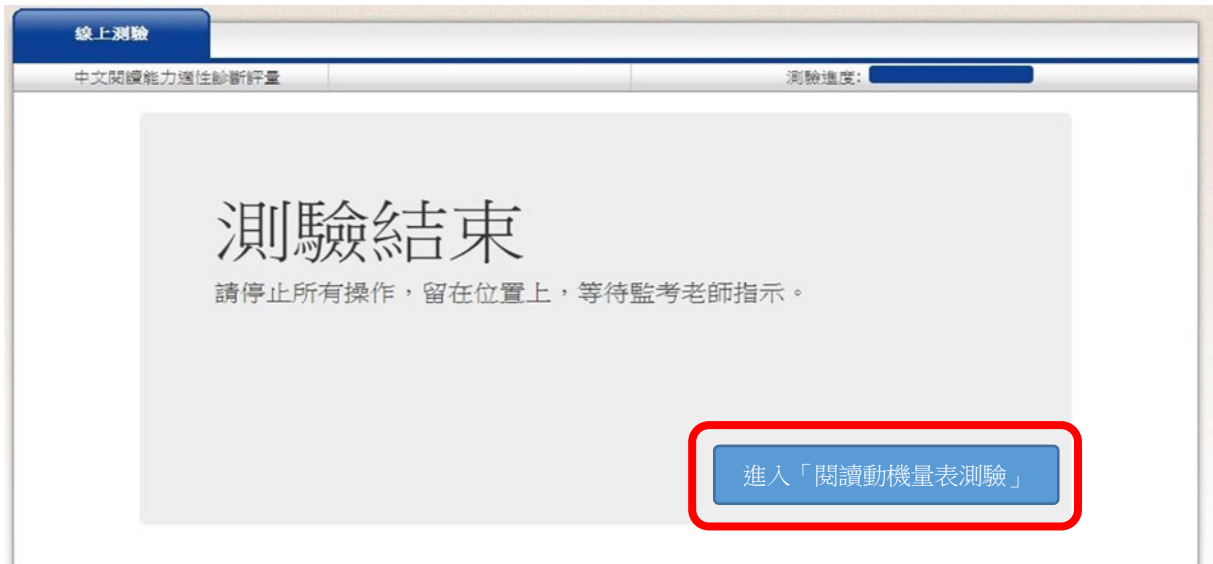 線上測驗
中文閱讀能力適性診斷評量
測驗進度:
測驗結束
請停止所有操作，留在位置上，等待監考老師指示。
進入「閱讀動機量表測驗」